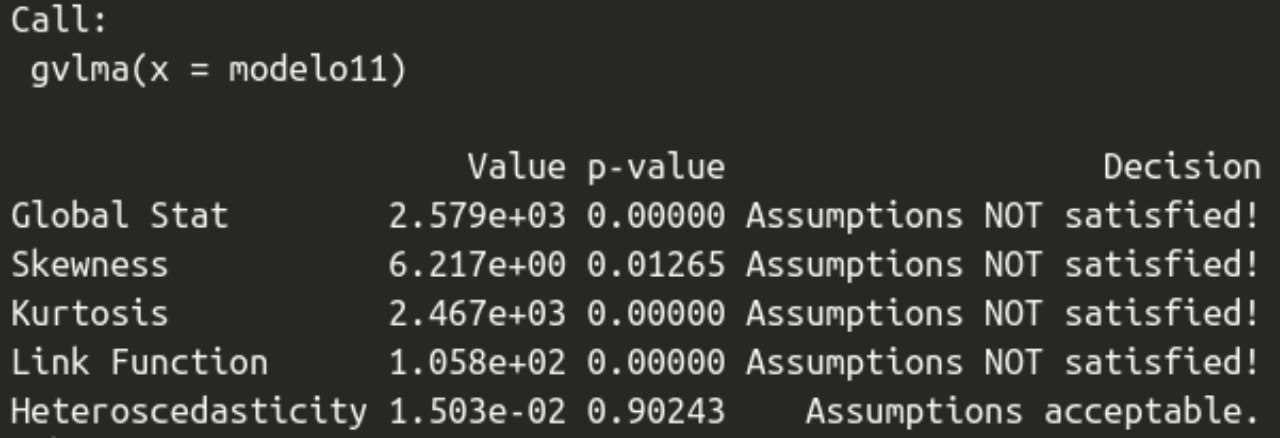 Call:
 gvlma(x = modelo11)

                      Value p-value                   Decision
Global Stat       2.579e+03 0.00000 Assumptions NOT satisfied!
Skewness          6.217e+00 0.01265 Assumptions NOT satisfied!
Kurtosis          2.467e+03 0.00000 Assumptions NOT satisfied!
Link Function     1.058e+02 0.00000 Assumptions NOT satisfied!
Heteroscedasticity 1.503e-02 0.90243    Assumptions acceptable.